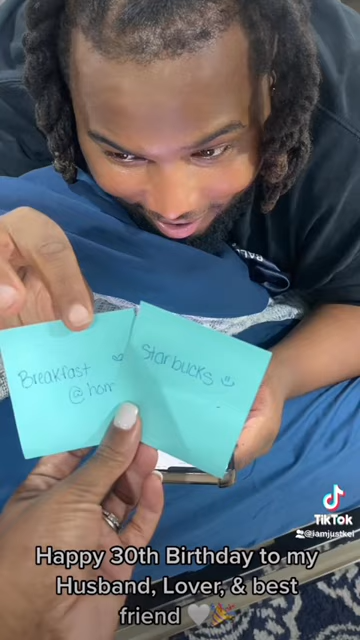 Breakfast
@hom
Starbucks
TikTok
@iamjustkei
Happy 30th Birthday to my
Husband, Lover, & best
friend 🤍🎉